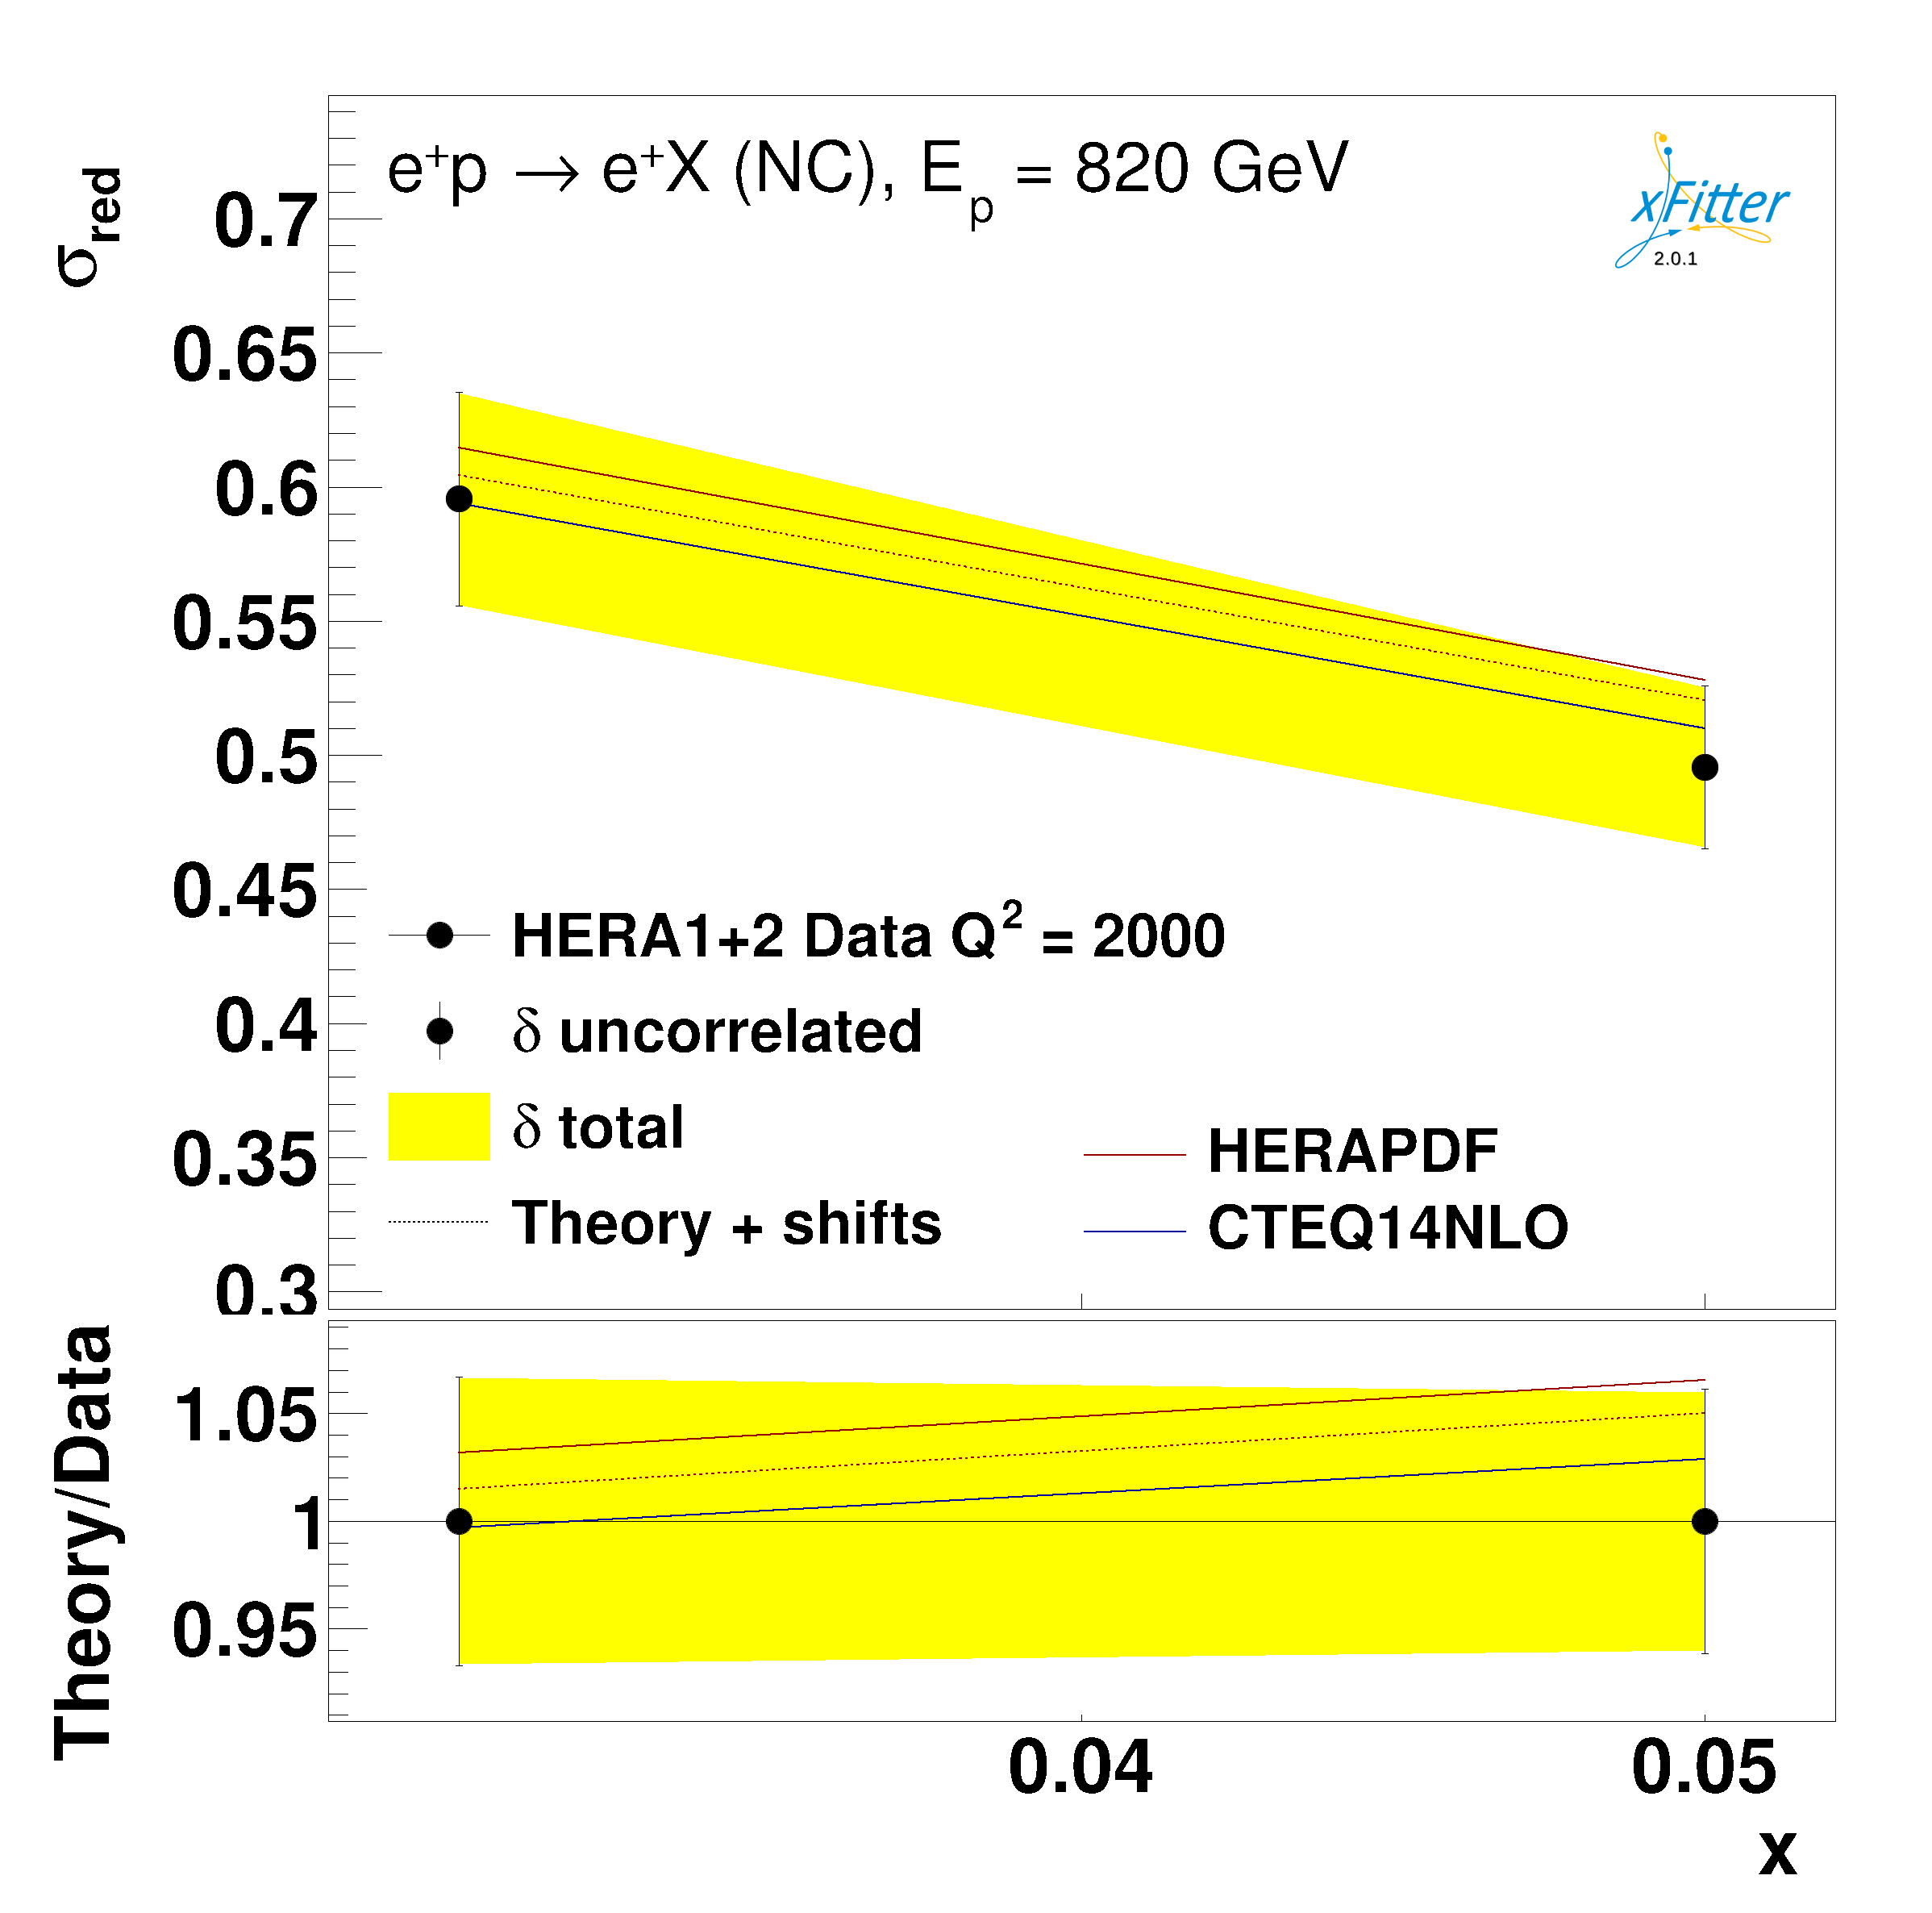 e⁺p → e⁺X (NC), E_p = 820 GeV
xFitter
2.0.1
σ_red
0.7
0.65
0.6
0.55
0.5
0.45
0.4
0.35
0.3
HERA1+2 Data Q² = 2000
δ uncorrelated
δ total
Theory + shifts
HERAPDF
CTEQ14NLO
Theory/Data
1.05
1
0.95
0.04
0.05
x